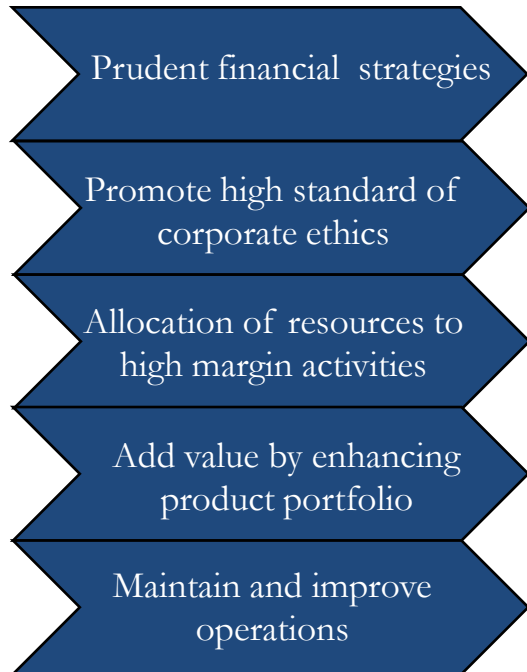 Prudent financial strategies
Promote high standard of
corporate ethics
Allocation of resources to
high margin activities
Add value by enhancing
product portfolio
Maintain and improve
operations